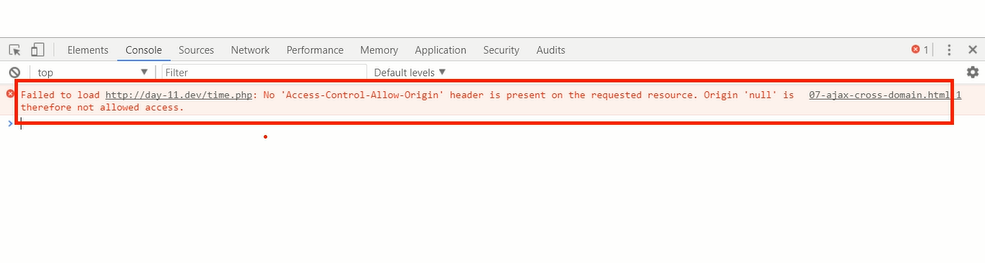 Elements Console Sources Network Performance Memory Application Security Audits 1
top Filter Default levels
Failed to load http://day-11.dev/time.php: No 'Access-Control-Allow-Origin' header is present on the requested resource. Origin 'null' is 07-ajax-cross-domain.html:1
therefore not allowed access.